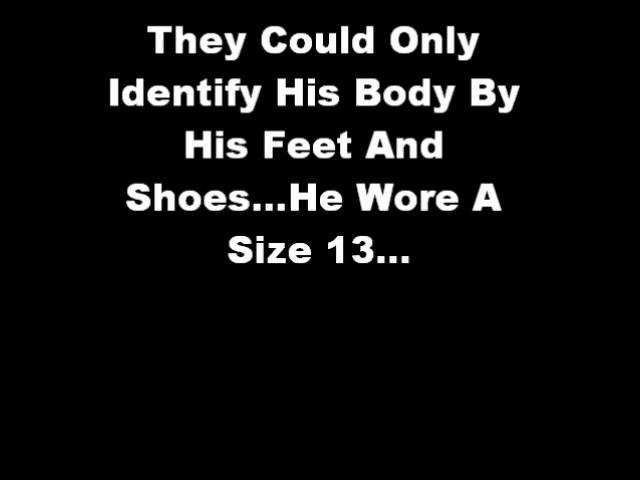 They Could Only
Identify His Body By
His Feet And
Shoes...He Wore A
Size 13...